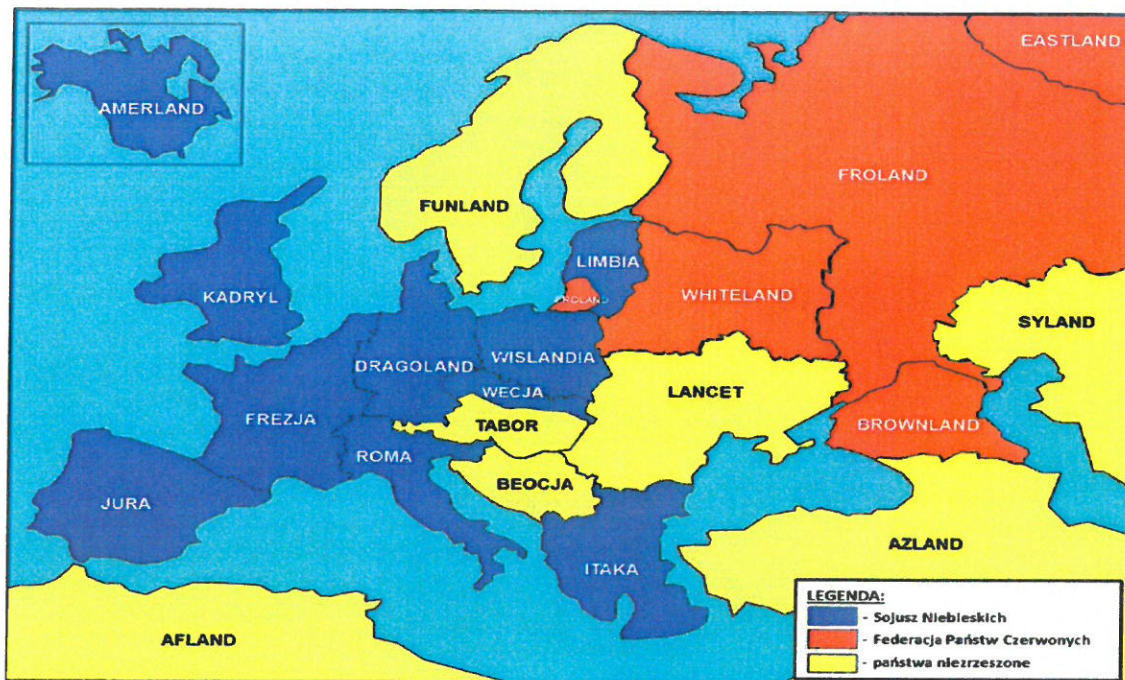 EASTLAND
AMERLAND
FROLAND
FUNLAND
LIMBIA
KADRYL
FROLAND
WHITELAND
SYLAND
DRAGOLAND
WISLANDIA
WECJA
LANCET
FREZJA
TABOR
BROWNLAND
ROMA
BEOCJA
JURA
AZLAND
ITAKA
AFLAND
LEGENDA:
- Sojusz Niebieskich
- Federacja Państw Czerwonych
- państwa niezrzeszone